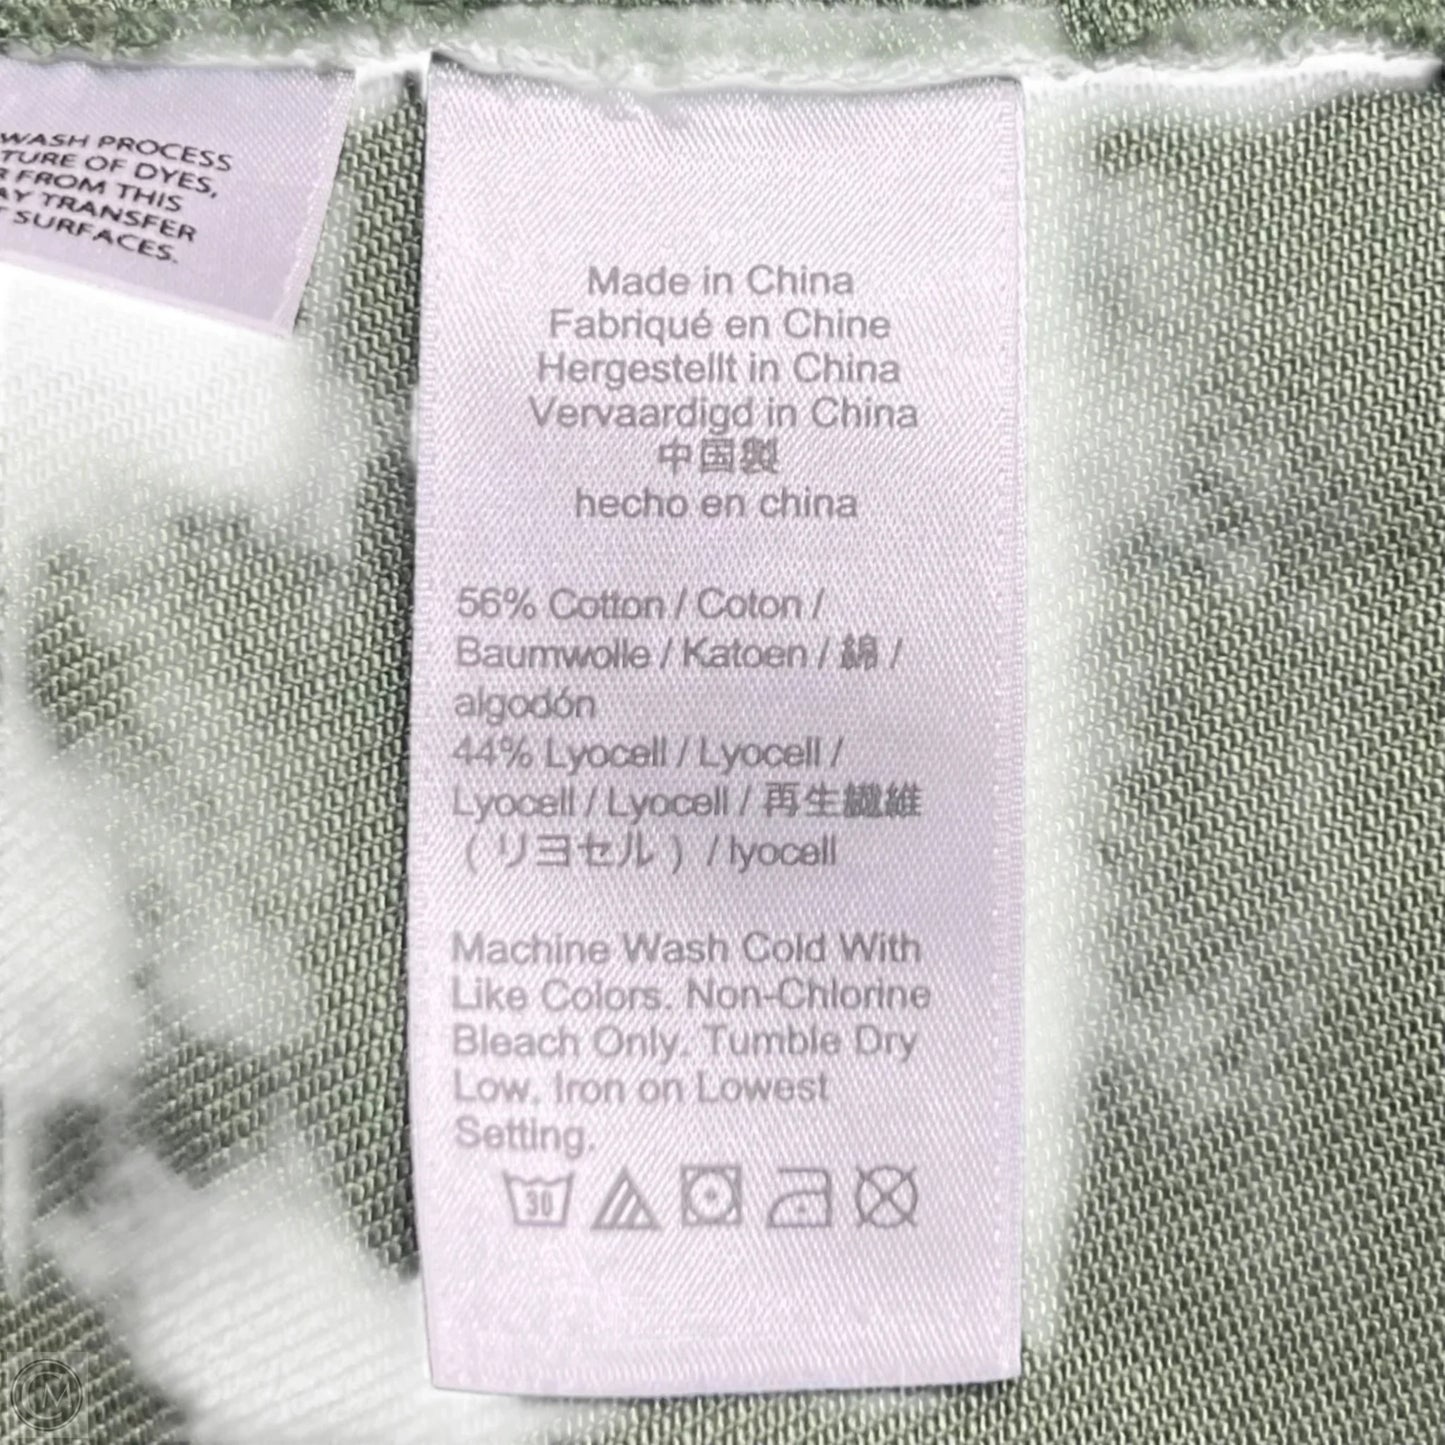 WASH PROCESS
TURE OF DYES,
R FROM THIS
AY TRANSFER
T SURFACES.
Made in China
Fabriqué en Chine
Hergestellt in China
Vervaardigd in China
中国製
hecho en china
56% Cotton / Coton /
Baumwolle / Katoen / 綿 /
algodón
44% Lyocell / Lyocell /
Lyocell / Lyocell / 再生繊維
(リヨセル) / lyocell
Machine Wash Cold With
Like Colors. Non-Chlorine
Bleach Only. Tumble Dry
Low. Iron on Lowest
Setting.
30